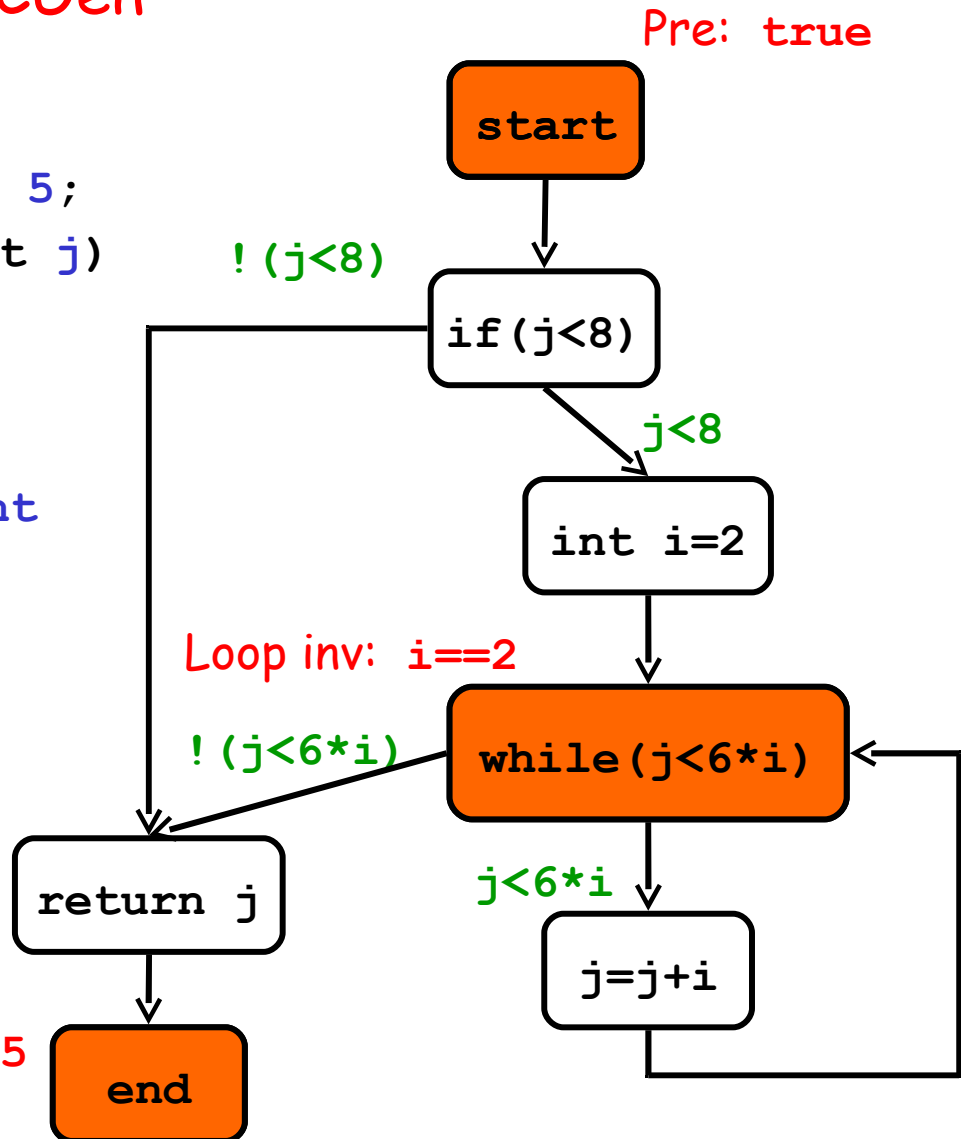 Pre: true
start
5;
t j)
!(j<8)
if(j<8)
j<8
nt
int i=2
Loop inv: i==2
!(j<6*i)
while(j<6*i)
return j
j<6*i
j=j+i
5
end